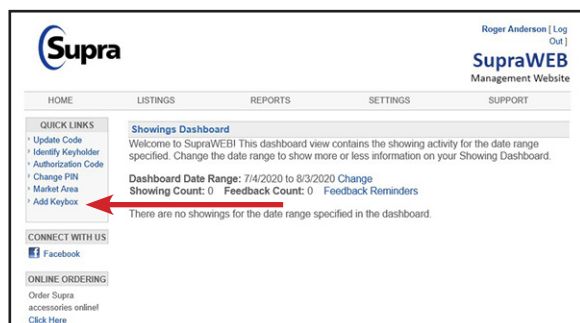 Supra
Roger Anderson [ Log
Out ]
SupraWEB
Management Website
HOME LISTINGS REPORTS SETTINGS SUPPORT
QUICK LINKS
Update Code
Identify Keyholder
Authorization Code
Change PIN
Market Area
Add Keybox
CONNECT WITH US
Facebook
ONLINE ORDERING
Order Supra
accessories online!
Click Here
Showings Dashboard
Welcome to SupraWEB! This dashboard view contains the showing activity for the date range
specified. Change the date range to show more or less information on your Showing Dashboard.
Dashboard Date Range: 7/4/2020 to 8/3/2020 Change
Showing Count: 0 Feedback Count: 0 Feedback Reminders
There are no showings for the date range specified in the dashboard.